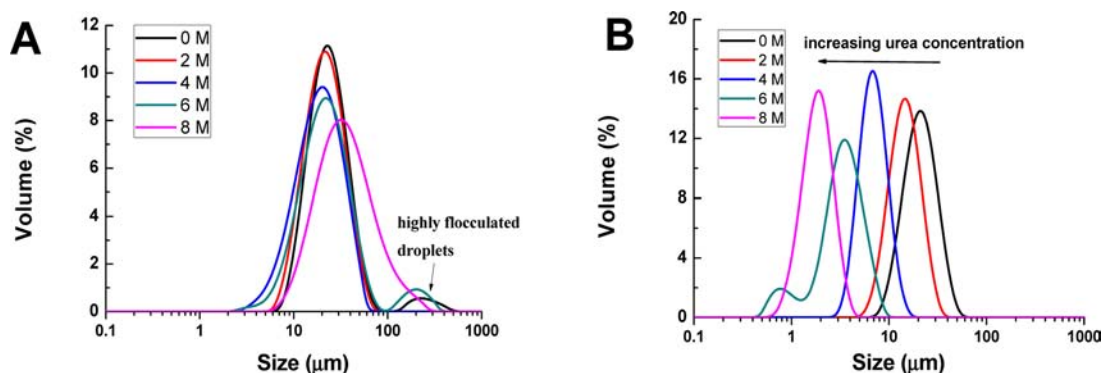 A
12
10
8
6
4
2
0
Volume (%)
0 M
2 M
4 M
6 M
8 M
highly flocculated
droplets
0.1
1
10
100
1000
Size (μm)
B
20
16
12
8
4
0
Volume (%)
0 M
2 M
4 M
6 M
8 M
increasing urea concentration
0.1
1
10
100
1000
Size (μm)